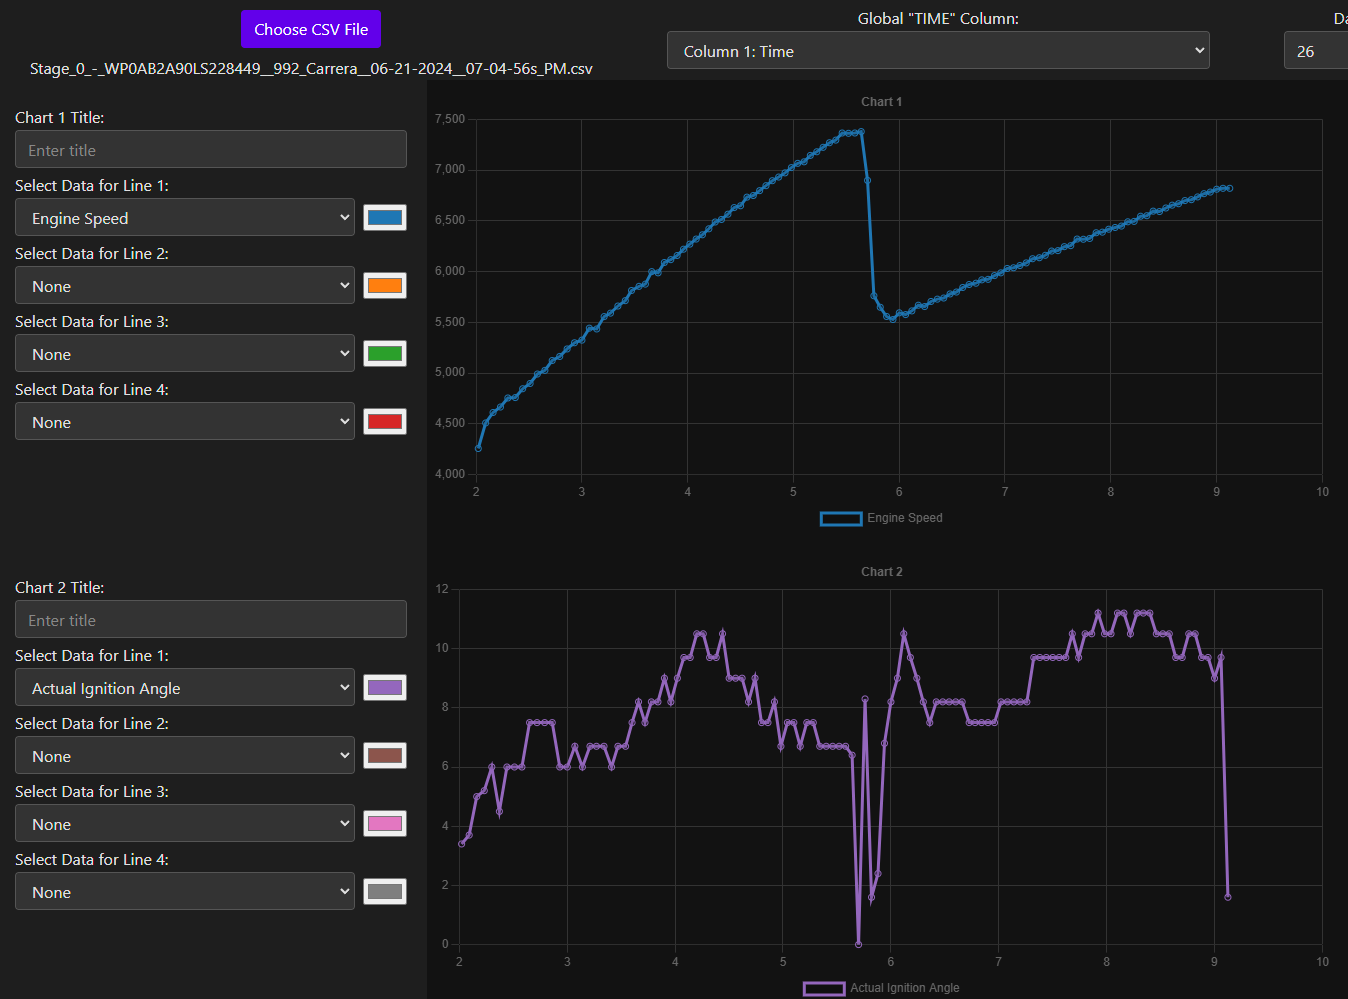 Choose CSV File
Stage_0_-_WP0AB2A90LS228449__992_Carrera__06-21-2024__07-04-56s_PM.csv
Global "TIME" Column:
Column 1: Time
Da
26
Chart 1 Title:
Enter title
Select Data for Line 1:
Engine Speed
Select Data for Line 2:
None
Select Data for Line 3:
None
Select Data for Line 4:
None
Chart 1
7,500
7,000
6,500
6,000
5,500
5,000
4,500
4,000
2 3 4 5 6 7 8 9 10
Engine Speed
Chart 2 Title:
Enter title
Select Data for Line 1:
Actual Ignition Angle
Select Data for Line 2:
None
Select Data for Line 3:
None
Select Data for Line 4:
None
Chart 2
12
10
8
6
4
2
0
2 3 4 5 6 7 8 9 10
Actual Ignition Angle